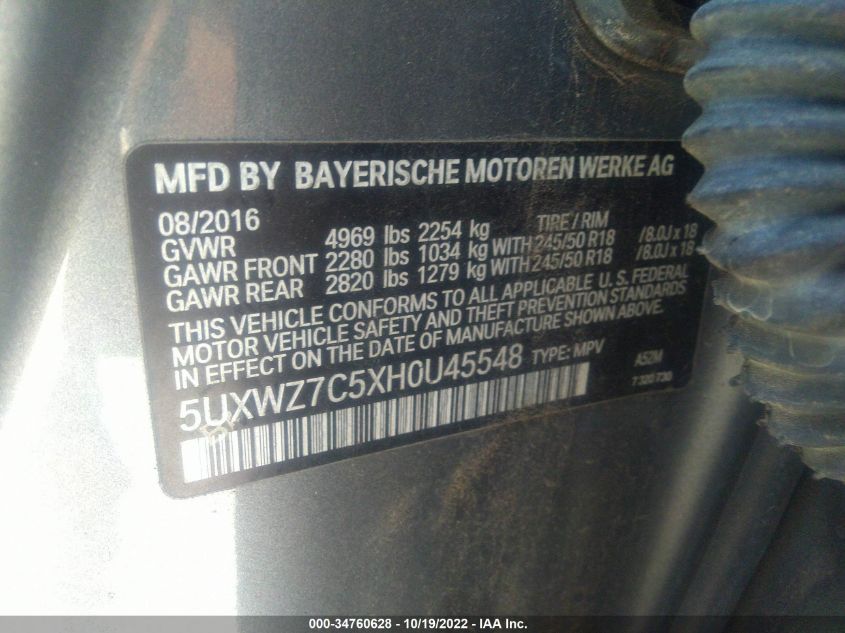 MFD BY BAYERISCHE MOTOREN WERKE AG
08/2016 TIRE / RIM
GVWR 4969 lbs 2254 kg
GAWR FRONT 2280 lbs 1034 kg WITH 245/50 R18 /8.0J x 18
GAWR REAR 2820 lbs 1279 kg WITH 245/50 R18 /8.0J x 18
THIS VEHICLE CONFORMS TO ALL APPLICABLE U.S. FEDERAL
MOTOR VEHICLE SAFETY AND THEFT PREVENTION STANDARDS
IN EFFECT ON THE DATE OF MANUFACTURE SHOWN ABOVE.
5UXWZ7C5XH0U45548 TYPE: MPV A52M
7 320 730
000-34760628 - 10/19/2022 - IAA Inc.